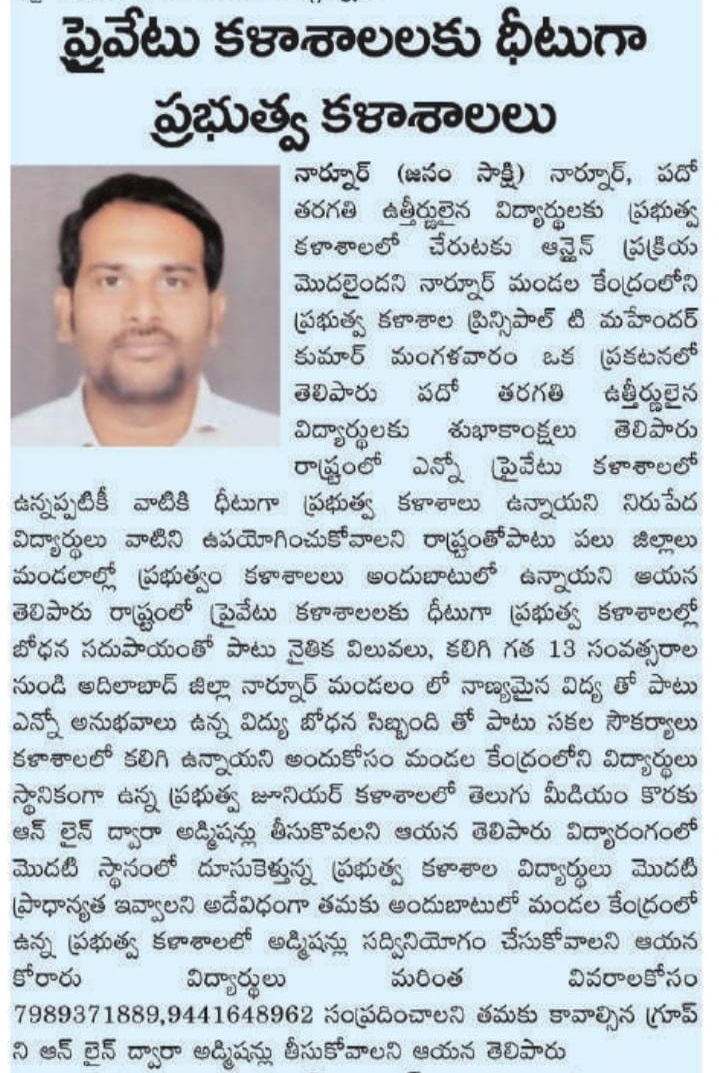 ప్రైవేటు కళాశాలలకు ధీటుగా
ప్రభుత్వ కళాశాలలు
నార్నూర్ (జనం సాక్షి) నార్నూర్, పదో
తరగతి ఉత్తీర్ణులైన విద్యార్థులకు ప్రభుత్వ
కళాశాలలో చేరుటకు ఆన్లైన్ ప్రక్రియ
మొదలైందని నార్నూర్ మండల కేంద్రంలోని
ప్రభుత్వ కళాశాల ప్రిన్సిపాల్ టి మహేందర్
కుమార్ మంగళవారం ఒక ప్రకటనలో
తెలిపారు పదో తరగతి ఉత్తీర్ణులైన
విద్యార్థులకు శుభాకాంక్షలు తెలిపారు
రాష్ట్రంలో ఎన్నో ప్రైవేటు కళాశాలలో
ఉన్నప్పటికీ వాటికి ధీటుగా ప్రభుత్వ కళాశాలు ఉన్నాయని నిరుపేద
విద్యార్థులు వాటిని ఉపయోగించుకోవాలని రాష్ట్రంతోపాటు పలు జిల్లాలు
మండలాల్లో ప్రభుత్వం కళాశాలలు అందుబాటులో ఉన్నాయని ఆయన
తెలిపారు రాష్ట్రంలో ప్రైవేటు కళాశాలలకు ధీటుగా ప్రభుత్వ కళాశాలల్లో
బోధన సదుపాయంతో పాటు నైతిక విలువలు, కలిగి గత 13 సంవత్సరాల
నుండి అదిలాబాద్ జిల్లా నార్నూర్ మండలం లో నాణ్యమైన విద్య తో పాటు
ఎన్నో అనుభవాలు ఉన్న విద్యు బోధన సిబ్బంది తో పాటు సకల సౌకర్యాలు
కళాశాలలో కలిగి ఉన్నాయని అందుకోసం మండల కేంద్రంలోని విద్యార్థులు
స్థానికంగా ఉన్న ప్రభుత్వ జూనియర్ కళాశాలలో తెలుగు మీడియం కొరకు
ఆన్ లైన్ ద్వారా అడ్మిషన్లు తీసుకొవలని ఆయన తెలిపారు విద్యారంగంలో
మొదటి స్థానంలో దూసుకెళ్తున్న ప్రభుత్వ కళాశాల విద్యార్థులు మొదటి
ప్రాధాన్యత ఇవ్వాలని అదేవిధంగా తమకు అందుబాటులో మండల కేంద్రంలో
ఉన్న ప్రభుత్వ కళాశాలలో అడ్మిషన్లు సద్వినియోగం చేసుకోవాలని ఆయన
కోరారు విద్యార్థులు మరింత వివరాలకోసం
7989371889,9441648962 సంప్రదించాలని తమకు కావాల్సిన గ్రూప్
ని ఆన్ లైన్ ద్వారా అడ్మిషన్లు తీసుకోవాలని ఆయన తెలిపారు